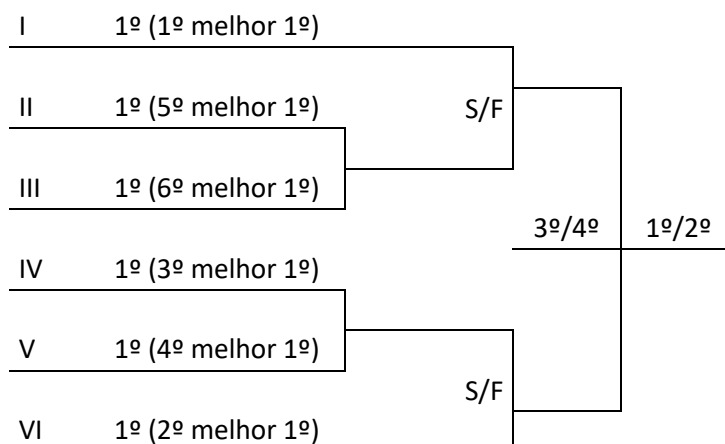 I 1º (1º melhor 1º)
II 1º (5º melhor 1º)
S/F
III 1º (6º melhor 1º)
3º/4º 1º/2º
IV 1º (3º melhor 1º)
V 1º (4º melhor 1º)
S/F
VI 1º (2º melhor 1º)